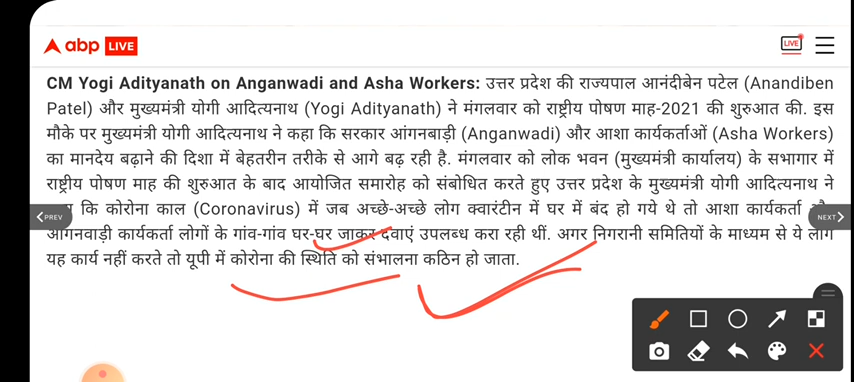 abp LIVE
LIVE
CM Yogi Adityanath on Anganwadi and Asha Workers: उत्तर प्रदेश की राज्यपाल आनंदीबेन पटेल (Anandiben
Patel) और मुख्यमंत्री योगी आदित्यनाथ (Yogi Adityanath) ने मंगलवार को राष्ट्रीय पोषण माह-2021 की शुरुआत की. इस
मौके पर मुख्यमंत्री योगी आदित्यनाथ ने कहा कि सरकार आंगनबाड़ी (Anganwadi) और आशा कार्यकर्ताओं (Asha Workers)
का मानदेय बढ़ाने की दिशा में बेहतरीन तरीके से आगे बढ़ रही है. मंगलवार को लोक भवन (मुख्यमंत्री कार्यालय) के सभागार में
राष्ट्रीय पोषण माह की शुरुआत के बाद आयोजित समारोह को संबोधित करते हुए उत्तर प्रदेश के मुख्यमंत्री योगी आदित्यनाथ ने
कि कोरोना काल (Coronavirus) में जब अच्छे-अच्छे लोग क्वारंटीन में घर में बंद हो गये थे तो आशा कार्यकर्ता
PREV
NEXT
आंगनवाड़ी कार्यकर्ता लोगों के गांव-गांव घर-घर जाकर दवाएं उपलब्ध करा रही थीं. अगर निगरानी समितियों के माध्यम से ये लोग
यह कार्य नहीं करते तो यूपी में कोरोना की स्थिति को संभालना कठिन हो जाता.